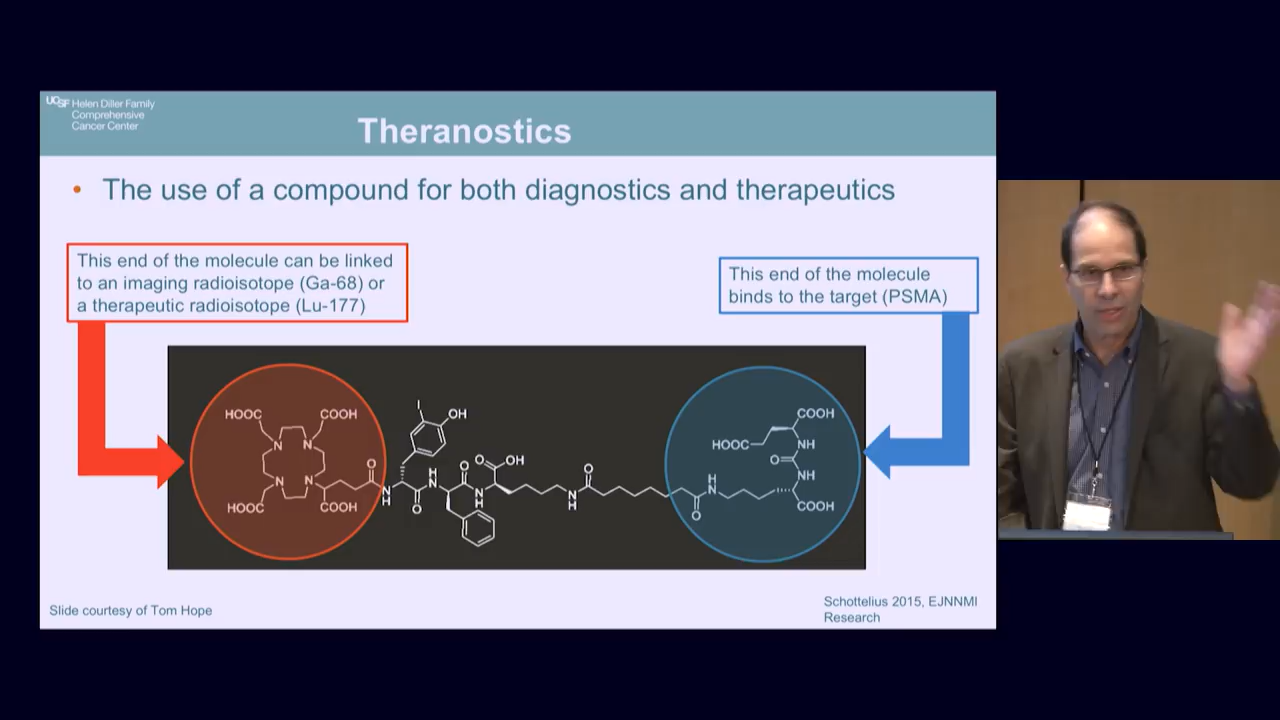 UCSF Helen Diller Family
Comprehensive
Cancer Center
Theranostics
• The use of a compound for both diagnostics and therapeutics
This end of the molecule can be linked
to an imaging radioisotope (Ga-68) or
a therapeutic radioisotope (Lu-177)
This end of the molecule
binds to the target (PSMA)
HOOC
COOH
N
N
N
N
HOOC
COOH
O
N
H
I
OH
O
H
N
O
N
H
O
OH
N
H
O
O
H
N
COOH
HOOC
NH
O
NH
COOH
Slide courtesy of Tom Hope
Schottelius 2015, EJNNMI
Research